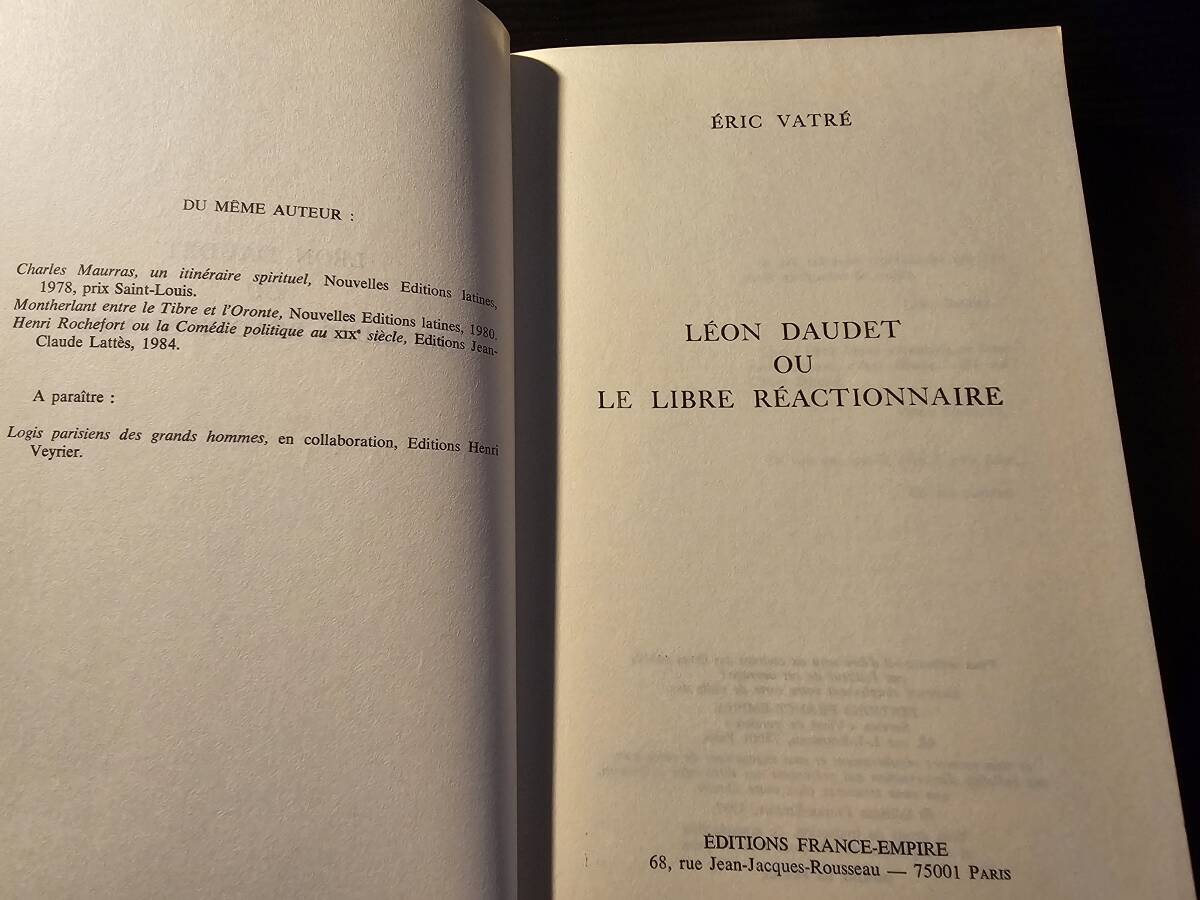 DU MÊME AUTEUR :
Charles Maurras, un itinéraire spirituel, Nouvelles Editions latines,
1978, prix Saint-Louis.
Montherlant entre le Tibre et l'Oronte, Nouvelles Editions latines, 1980.
Henri Rochefort ou la Comédie politique au XIXe siècle, Editions Jean-
Claude Lattès, 1984.
A paraître :
Logis parisiens des grands hommes, en collaboration, Editions Henri
Veyrier.
ÉRIC VATRÉ
LÉON DAUDET
OU
LE LIBRE RÉACTIONNAIRE
ÉDITIONS FRANCE-EMPIRE
68, rue Jean-Jacques-Rousseau — 75001 PARIS